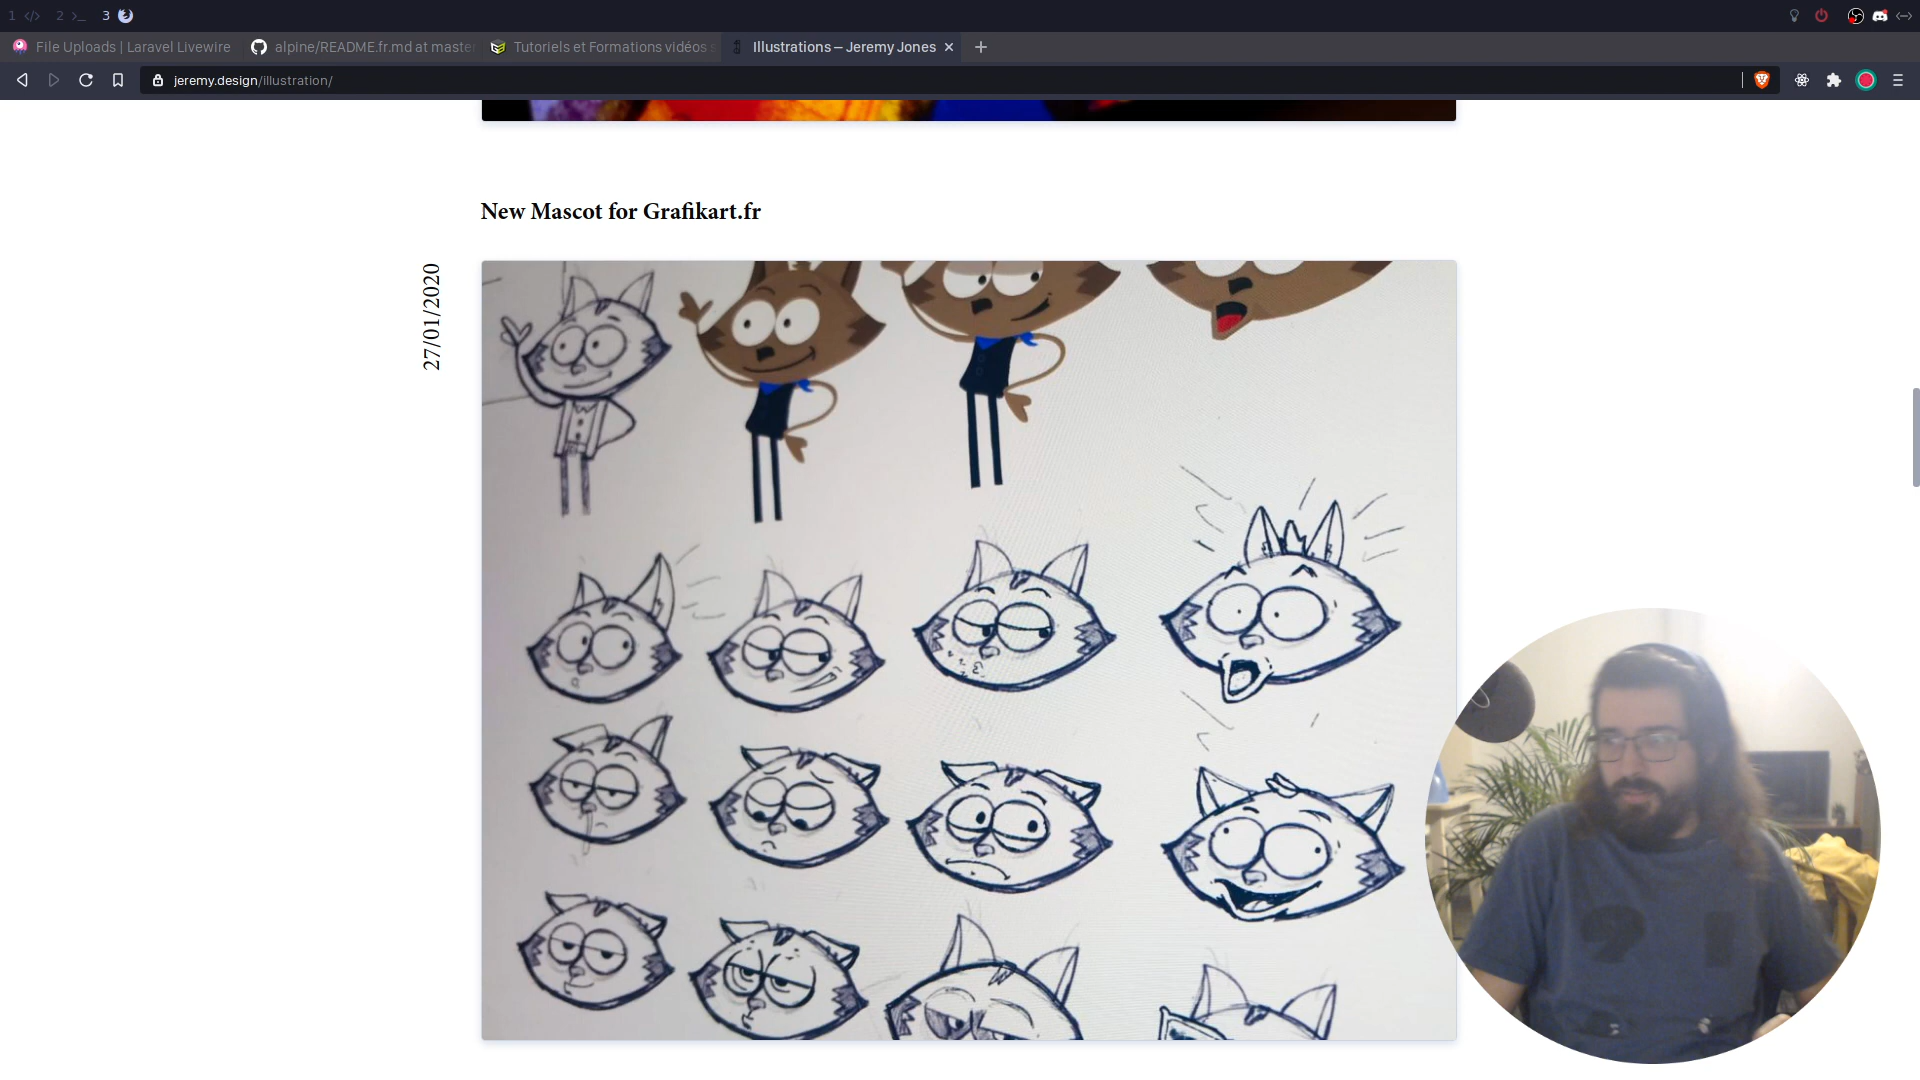 1 </> 2 >_ 3
File Uploads | Laravel Livewire
alpine/README.fr.md at maste
Tutoriels et Formations vidéos s
Illustrations — Jeremy Jones
jeremy.design/illustration/
New Mascot for Grafikart.fr
27/01/2020